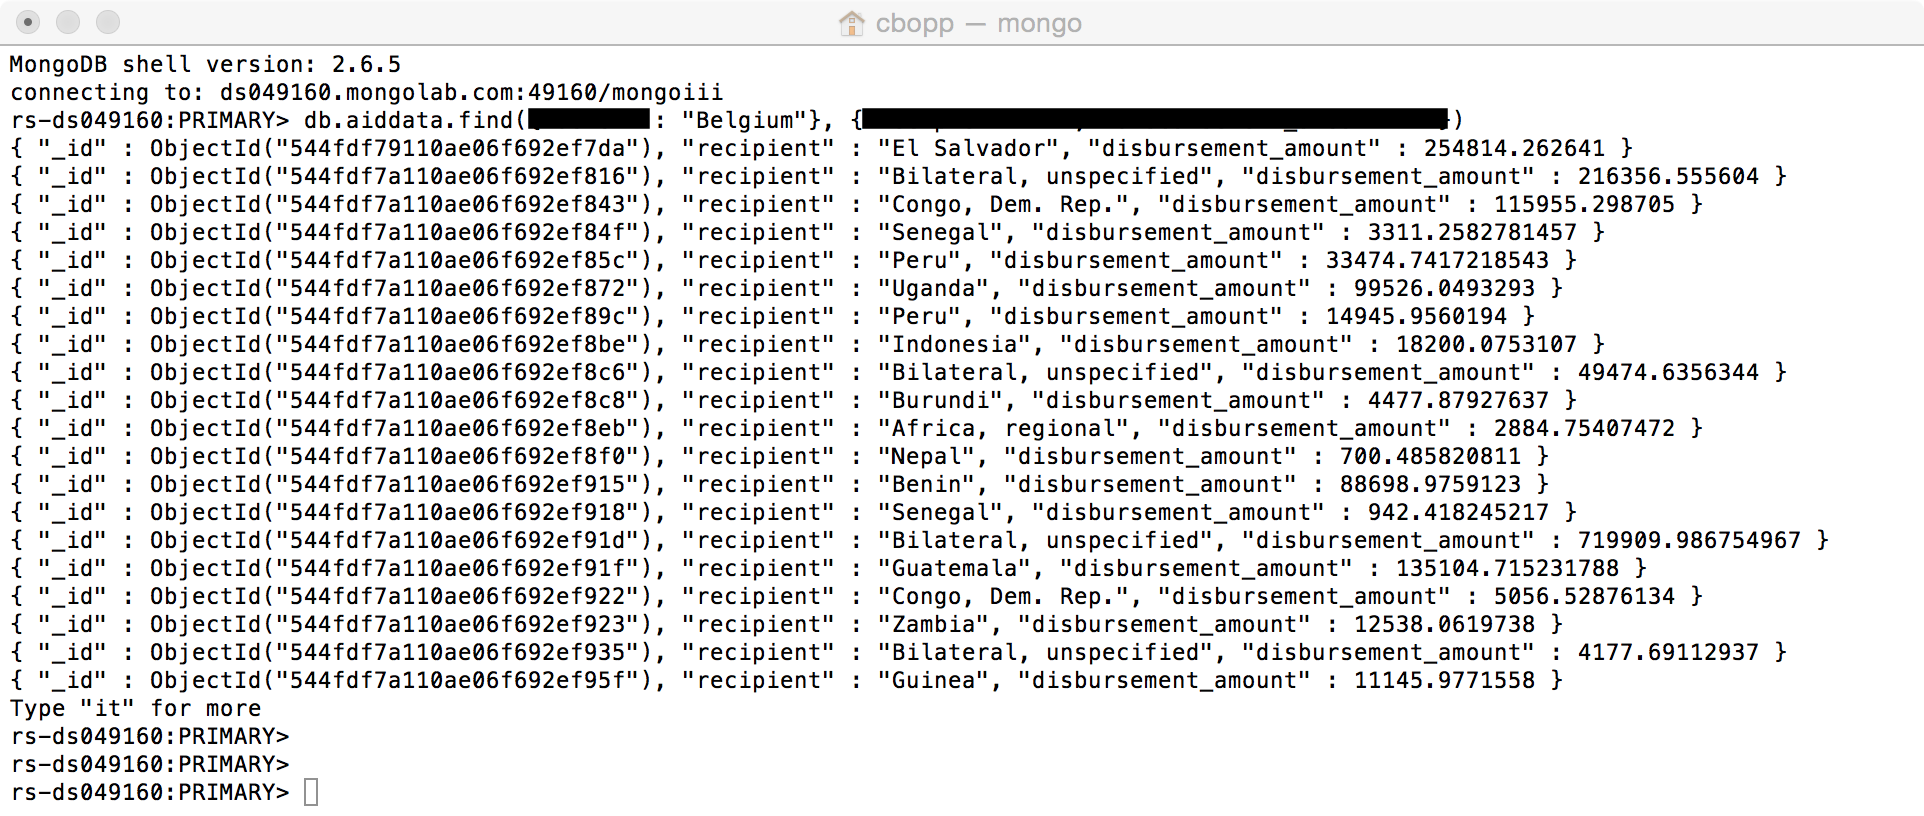 cbopp — mongo
MongoDB shell version: 2.6.5
connecting to: ds049160.mongolab.com:49160/mongoiii
rs-ds049160:PRIMARY> db.aiddata.find( : "Belgium"}, { })
{ "_id" : ObjectId("544fdf79110ae06f692ef7da"), "recipient" : "El Salvador", "disbursement_amount" : 254814.262641 }
{ "_id" : ObjectId("544fdf7a110ae06f692ef816"), "recipient" : "Bilateral, unspecified", "disbursement_amount" : 216356.555604 }
{ "_id" : ObjectId("544fdf7a110ae06f692ef843"), "recipient" : "Congo, Dem. Rep.", "disbursement_amount" : 115955.298705 }
{ "_id" : ObjectId("544fdf7a110ae06f692ef84f"), "recipient" : "Senegal", "disbursement_amount" : 3311.2582781457 }
{ "_id" : ObjectId("544fdf7a110ae06f692ef85c"), "recipient" : "Peru", "disbursement_amount" : 33474.7417218543 }
{ "_id" : ObjectId("544fdf7a110ae06f692ef872"), "recipient" : "Uganda", "disbursement_amount" : 99526.0493293 }
{ "_id" : ObjectId("544fdf7a110ae06f692ef89c"), "recipient" : "Peru", "disbursement_amount" : 14945.9560194 }
{ "_id" : ObjectId("544fdf7a110ae06f692ef8be"), "recipient" : "Indonesia", "disbursement_amount" : 18200.0753107 }
{ "_id" : ObjectId("544fdf7a110ae06f692ef8c6"), "recipient" : "Bilateral, unspecified", "disbursement_amount" : 49474.6356344 }
{ "_id" : ObjectId("544fdf7a110ae06f692ef8c8"), "recipient" : "Burundi", "disbursement_amount" : 4477.87927637 }
{ "_id" : ObjectId("544fdf7a110ae06f692ef8eb"), "recipient" : "Africa, regional", "disbursement_amount" : 2884.75407472 }
{ "_id" : ObjectId("544fdf7a110ae06f692ef8f0"), "recipient" : "Nepal", "disbursement_amount" : 700.485820811 }
{ "_id" : ObjectId("544fdf7a110ae06f692ef915"), "recipient" : "Benin", "disbursement_amount" : 88698.9759123 }
{ "_id" : ObjectId("544fdf7a110ae06f692ef918"), "recipient" : "Senegal", "disbursement_amount" : 942.418245217 }
{ "_id" : ObjectId("544fdf7a110ae06f692ef91d"), "recipient" : "Bilateral, unspecified", "disbursement_amount" : 719909.986754967 }
{ "_id" : ObjectId("544fdf7a110ae06f692ef91f"), "recipient" : "Guatemala", "disbursement_amount" : 135104.715231788 }
{ "_id" : ObjectId("544fdf7a110ae06f692ef922"), "recipient" : "Congo, Dem. Rep.", "disbursement_amount" : 5056.52876134 }
{ "_id" : ObjectId("544fdf7a110ae06f692ef923"), "recipient" : "Zambia", "disbursement_amount" : 12538.0619738 }
{ "_id" : ObjectId("544fdf7a110ae06f692ef935"), "recipient" : "Bilateral, unspecified", "disbursement_amount" : 4177.69112937 }
{ "_id" : ObjectId("544fdf7a110ae06f692ef95f"), "recipient" : "Guinea", "disbursement_amount" : 11145.9771558 }
Type "it" for more
rs-ds049160:PRIMARY>
rs-ds049160:PRIMARY>
rs-ds049160:PRIMARY>